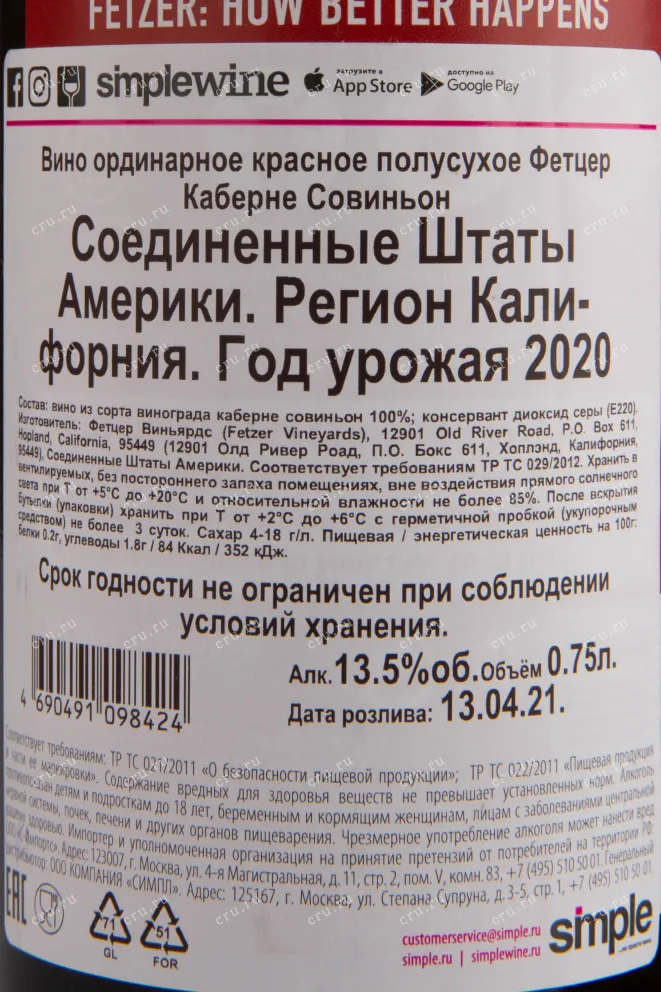 FETZER: HOW BETTER HAPPENS
simplewine загрузите в App Store доступно на Google Play
Вино ординарное красное полусухое Фетцер
Каберне Совиньон
Соединенные Штаты
Америки. Регион Кали-
форния. Год урожая 2020
Состав: вино из сорта винограда каберне совиньон 100%; консервант диоксид серы (E220).
Изготовитель: Фетцер Виньярдс (Fetzer Vineyards), 12901 Old River Road, P.O. Box 611,
Hopland, California, 95449 (12901 Олд Ривер Роад, П.О. Бокс 611, Хоплэнд, Калифорния,
95449), Соединенные Штаты Америки. Соответствует требованиям ТР ТС 029/2012. Хранить в
вентилируемых, без постороннего запаха помещениях, вне воздействия прямого солнечного
света при Т от +5°C до +20°C и относительной влажности не более 85%. После вскрытия
бутылки (упаковки) хранить при Т от +2°C до +6°C с герметичной пробкой (укупорочным
средством) не более 3 суток. Сахар 4-18 г/л. Пищевая / энергетическая ценность на 100г:
белки 0.2г, углеводы 1.8г / 84 Ккал / 352 кДж.
Срок годности не ограничен при соблюдении
условий хранения.
Алк.13.5%об.Объём 0.75л.
Дата розлива: 13.04.21.
4 690491 098424
Соответствует требованиям: ТР ТС 021/2011 «О безопасности пищевой продукции»; ТР ТС 022/2011 «Пищевая продукция
в части ее маркировки». Содержание вредных для здоровья веществ не превышает установленных норм. Алкоголь
противопоказан детям и подросткам до 18 лет, беременным и кормящим женщинам, лицам с заболеваниями центральной
нервной системы, почек, печени и других органов пищеварения. Чрезмерное употребление алкоголя может нанести вред
вашему здоровью. Импортер и уполномоченная организация на принятие претензий от потребителей на территории РФ:
ООО «Импортс» Адрес: 123007, г. Москва, ул. 4-я Магистральная, д. 11, стр. 2, пом. V, комн. 83, +7 (495) 510 50 01. Генеральный
дистрибьютор: ООО КОМПАНИЯ «СИМПЛ». Адрес: 125167, г. Москва, ул. Степана Супруна, д. 3-5, стр. 1, +7 (495) 510 50 01.
EAC
71
GL
51
FOR
customerservice@simple.ru
simple.ru | simplewine.ru
simple
...не просто вино
cru.ru